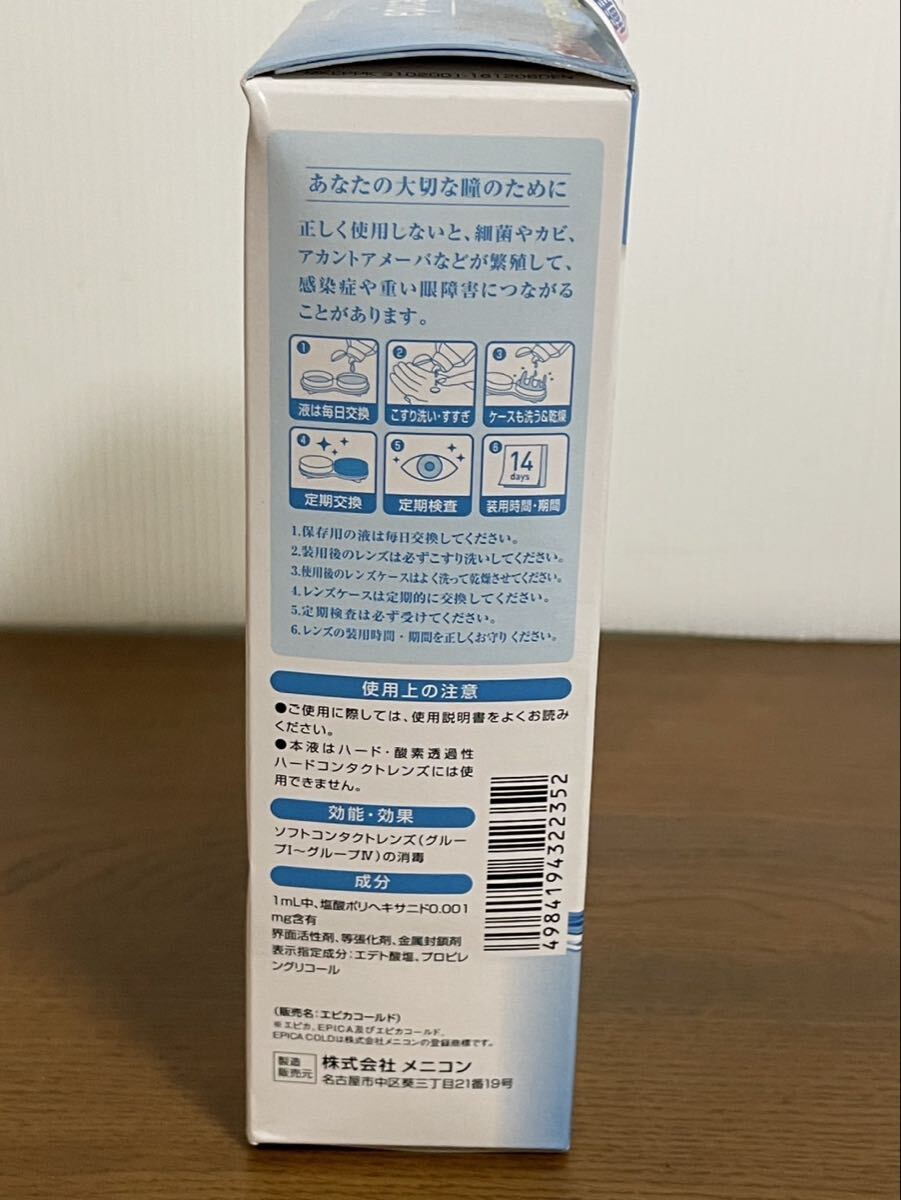 MKEPPK 3102001-161206DEN
あなたの大切な瞳のために
正しく使用しないと、細菌やカビ、
アカントアメーバなどが繁殖して、
感染症や重い眼障害につながる
ことがあります。
1
液は毎日交換
2
こすり洗い・すすぎ
3
ケースも洗う&乾燥
4
定期交換
5
定期検査
6
14
days
装用時間・期間
1.保存用の液は毎日交換してください。
2.装用後のレンズは必ずこすり洗いしてください。
3.使用後のレンズケースはよく洗って乾燥させてください。
4.レンズケースは定期的に交換してください。
5.定期検査は必ず受けてください。
6.レンズの装用時間・期間を正しくお守りください。
使用上の注意
●ご使用に際しては、使用説明書をよくお読み
ください。
●本液はハード・酸素透過性
ハードコンタクトレンズには使
用できません。
効能・効果
ソフトコンタクトレンズ(グルー
プⅠ～グループⅣ)の消毒
成分
1mL中、塩酸ポリヘキサニド0.001
mg含有
界面活性剤、等張化剤、金属封鎖剤
表示指定成分:エデト酸塩、プロピレ
ングリコール
4984194322352
(販売名:エピカコールド)
※エピカ、EPICA及びエピカコールド、
EPICA COLDは株式会社メニコンの登録商標です。
製造
販売元
株式会社 メニコン
名古屋市中区葵三丁目21番19号